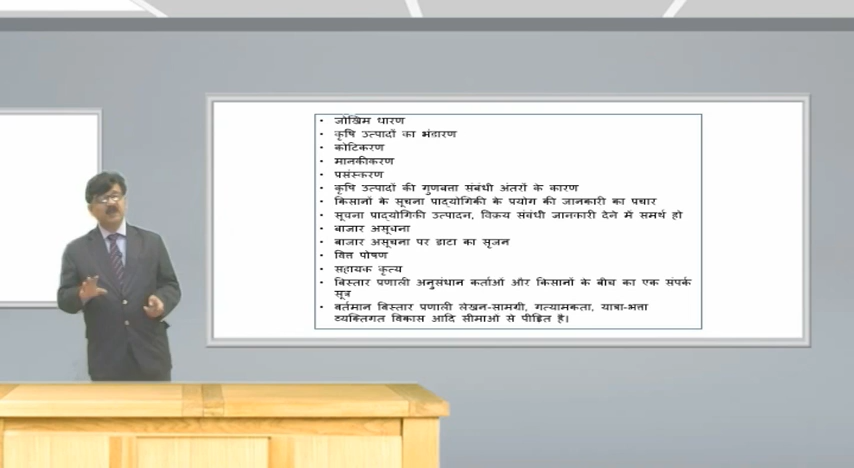 • जोखिम धारण
• कृषि उत्पादों का भंडारण
• कोटिकरण
• मानकीकरण
• प्रसंस्करण
• कृषि उत्पादों की गुणवत्ता संबंधी अंतरों के कारण
• किसानों के सूचना पाद्योगिकी के प्रयोग की जानकारी का प्रचार
• सूचना प्राद्योगिकी उत्पादन, विक्रय संबंधी जानकारी देने में समर्थ हो
• बाजार असूचना
• बाजार असूचना पर डाटा का सृजन
• वित्त पोषण
• सहायक कृत्य
• बिस्तार प्रणाली अनुसंधान कर्ताओं और किसानों के बीच का एक संपर्क
सूत्र
• बर्तमान बिस्तार प्रणाली लेखन-सामग्री, गत्यामकता, यात्रा-भत्ता
व्यक्तिगत विकास आदि सीमाओ से पीड़ित है।